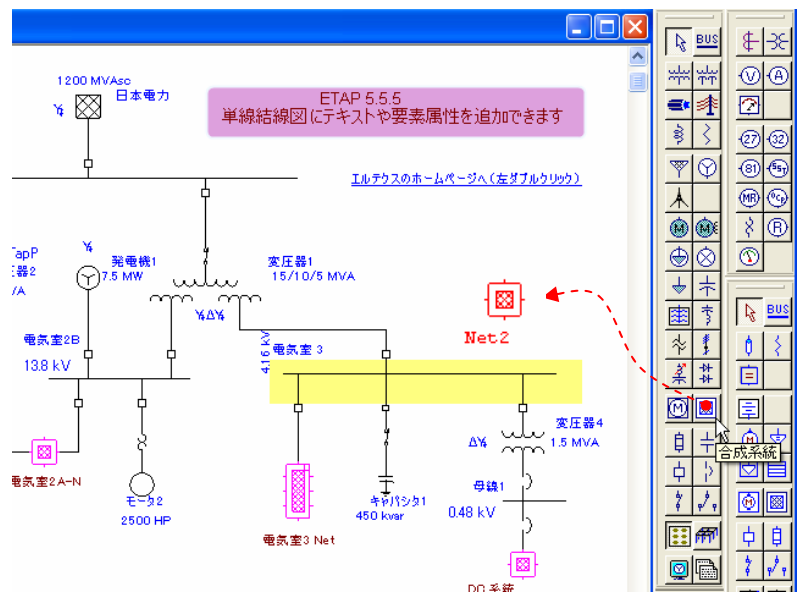 1200 MVAsc
日本電力
ETAP 5.5.5
単線結線図にテキストや要素属性を追加できます
エルテクスのホームページへ(左ダブルクリック)
TapP
発電機1
7.5 MW
変圧器1
15/10/5 MVA
Net2
電気室2B
13.8 kV
4.16 kV
電気室 3
変圧器4
1.5 MVA
電気室2A-N
モータ2
2500 HP
電気室3 Net
キャパシタ1
450 kvar
母線1
0.48 kV
DC 系統
BUS
V
A
27
32
81
MR
R
M
M
BUS
M
M
合成系統
M